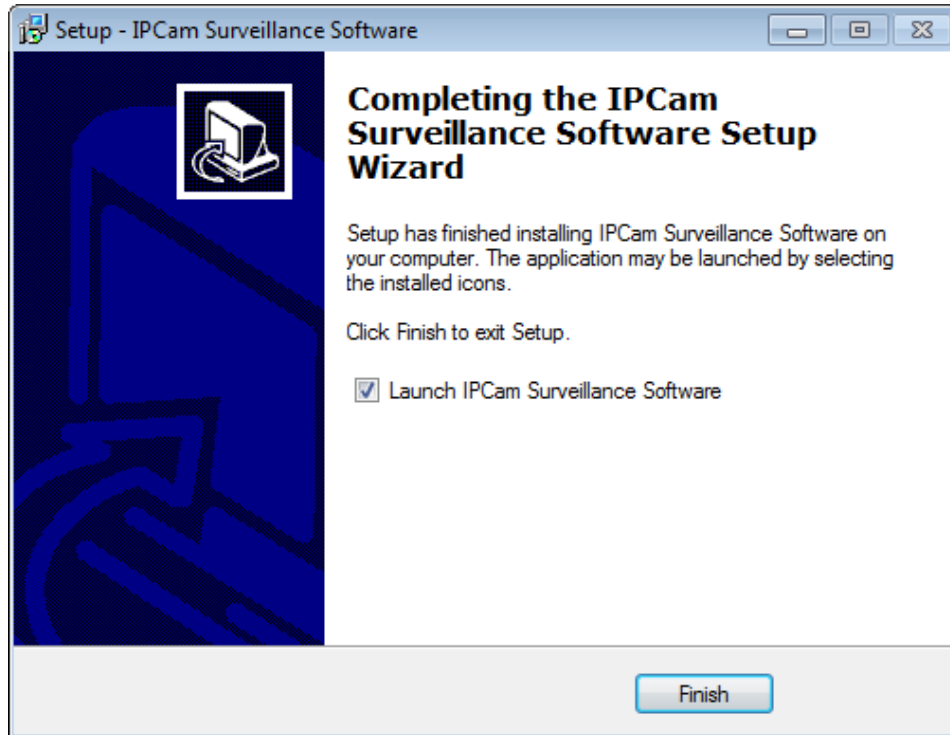 Setup - IPCam Surveillance Software
Completing the IPCam
Surveillance Software Setup
Wizard
Setup has finished installing IPCam Surveillance Software on
your computer. The application may be launched by selecting
the installed icons.
Click Finish to exit Setup.
Launch IPCam Surveillance Software
Finish